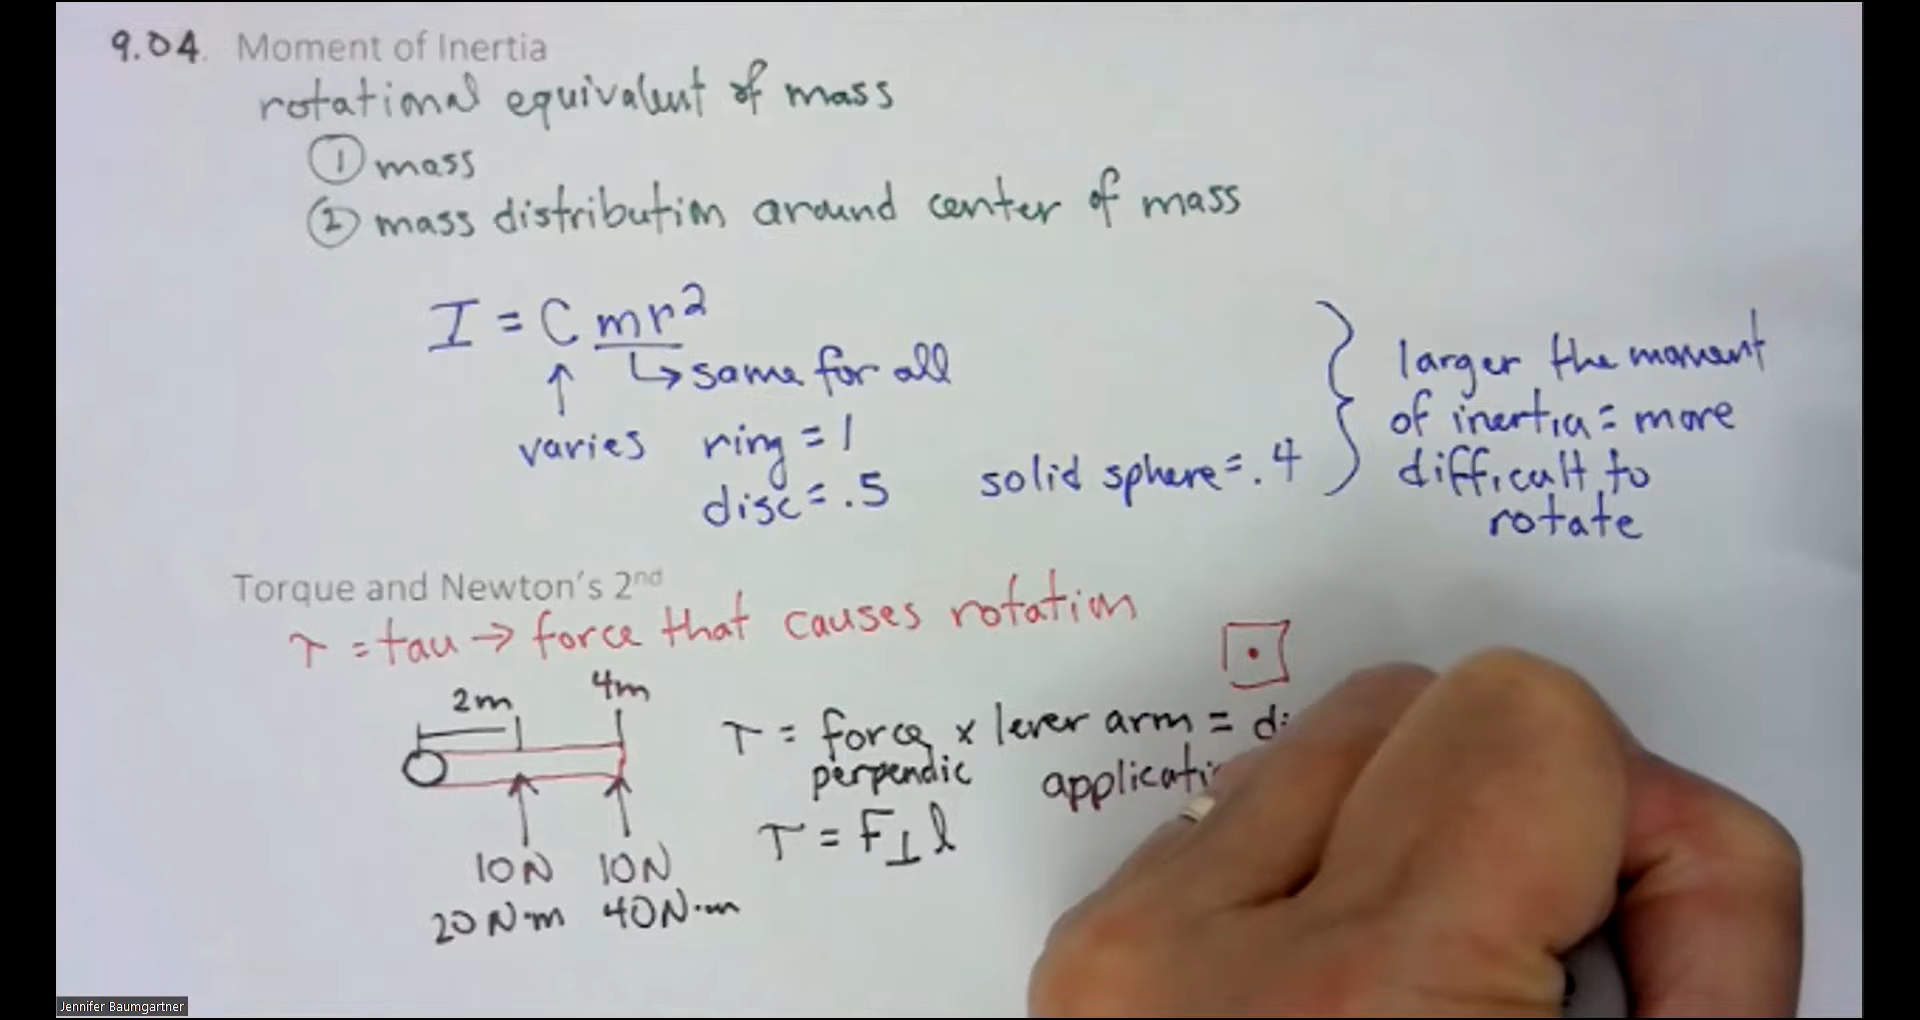 9.04. Moment of Inertia
rotational equivalent of mass
① mass
② mass distribution around center of mass
I = C mr²
↑ ↳ same for all
varies ring = 1
disc = .5 solid sphere = .4
larger the moment
of inertia = more
difficult to
rotate
Torque and Newton's 2nd
τ = tau → force that causes rotation
2m 4m
τ = force × lever arm =
perpendic
τ = F⊥ l
10N 10N
20 N·m 40N·m
Jennifer Baumgartner